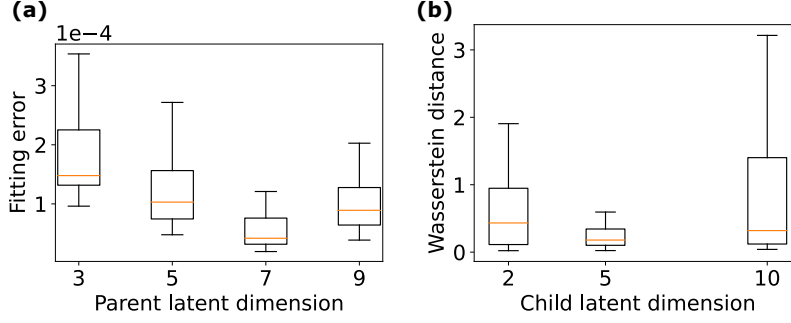 (a)
1e−4
Fitting error
3
2
1
3 5 7 9
Parent latent dimension
(b)
Wasserstein distance
3
2
1
0
2 5 10
Child latent dimension